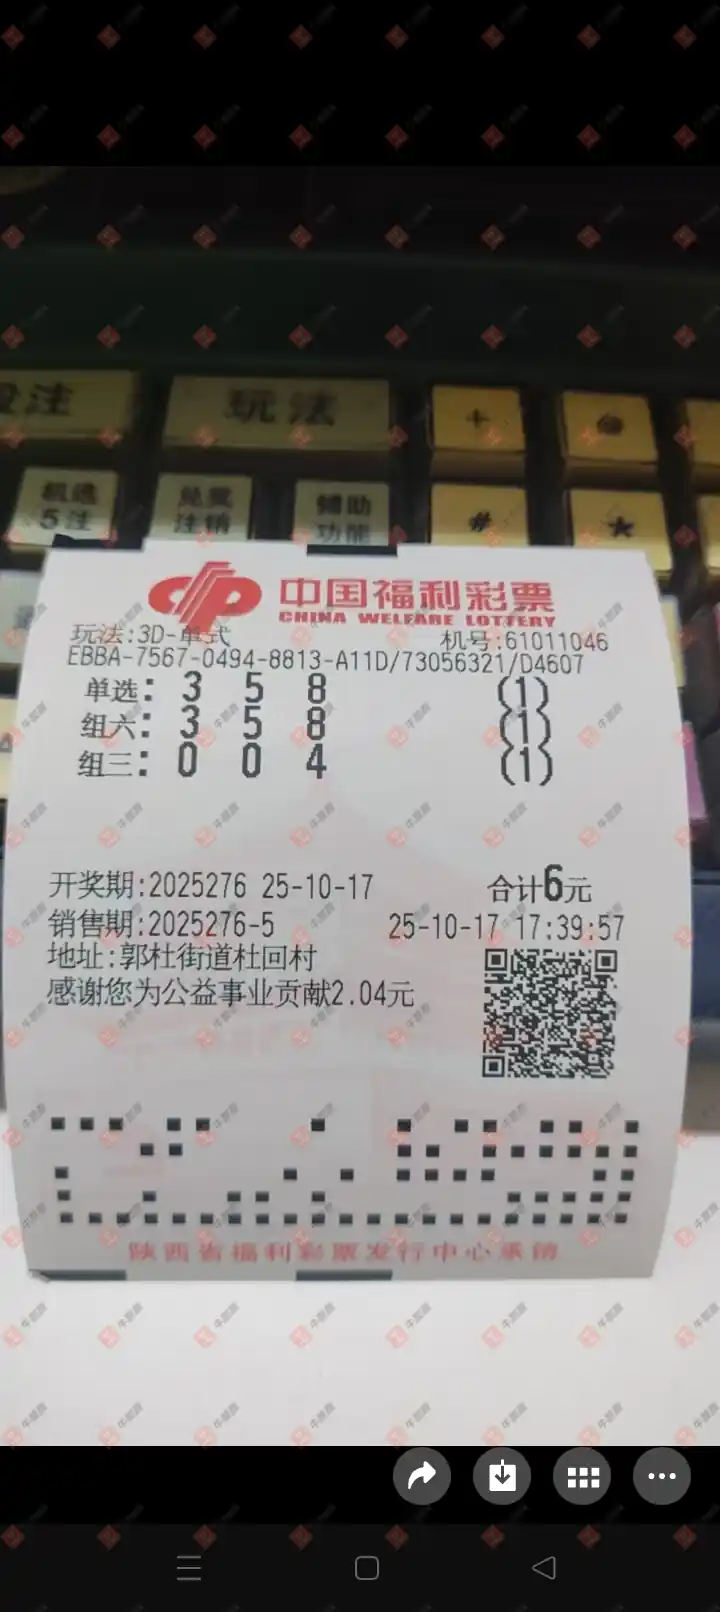 投注
玩法
+
@
机选
5注
兑奖
注销
辅助
功能
#
★
中国福利彩票
CHINA WELFARE LOTTERY
玩法:3D-单式
机号:61011046
EBBA-7567-0494-8813-A11D/73056321/D4607
单选: 3 5 8 (1)
组六: 3 5 8 (1)
组三: 0 0 4 (1)
开奖期:2025276 25-10-17 合计6元
销售期:2025276-5 25-10-17 17:39:57
地址:郭杜街道杜回村
感谢您为公益事业贡献2.04元
陕西省福利彩票发行中心承销